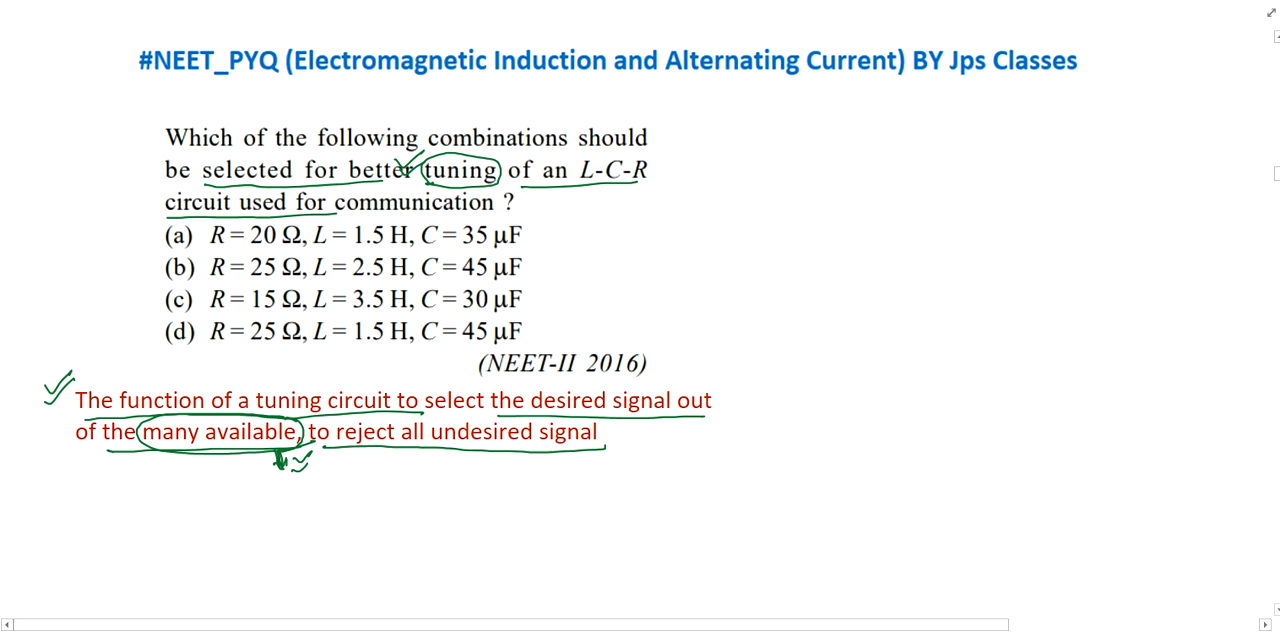 #NEET_PYQ (Electromagnetic Induction and Alternating Current) BY Jps Classes
Which of the following combinations should
be selected for better tuning of an L-C-R
circuit used for communication ?
(a) R = 20 Ω, L = 1.5 H, C = 35 μF
(b) R = 25 Ω, L = 2.5 H, C = 45 μF
(c) R = 15 Ω, L = 3.5 H, C = 30 μF
(d) R = 25 Ω, L = 1.5 H, C = 45 μF
(NEET-II 2016)
The function of a tuning circuit to select the desired signal out
of the many available, to reject all undesired signal